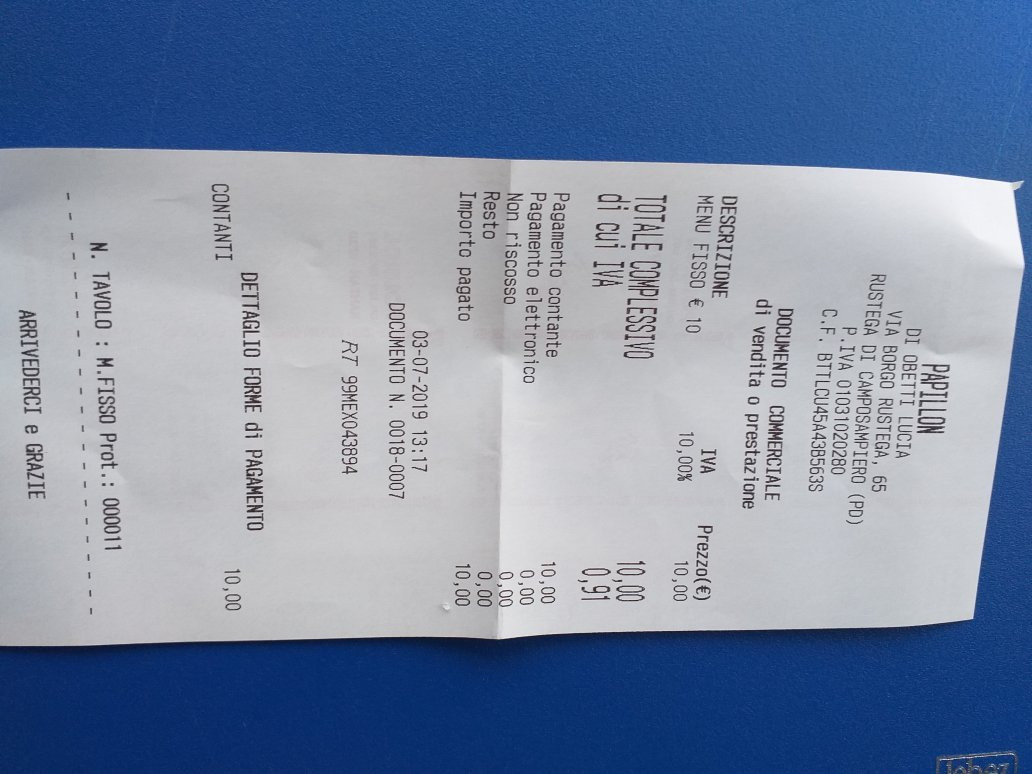 PAPILLON
DI OBETTI LUCIA
VIA BORGO RUSTEGA, 65
RUSTEGA DI CAMPOSAMPIERO (PD)
P.IVA 01031020280
C.F. BTTLCU45A43B563S
DOCUMENTO COMMERCIALE
di vendita o prestazione
DESCRIZIONE IVA Prezzo(€)
MENU FISSO € 10 10,00% 10,00
TOTALE COMPLESSIVO 10,00
di cui IVA 0,91
Pagamento contante 10,00
Pagamento elettronico 0,00
Non riscosso 0,00
Resto 0,00
Importo pagato 10,00
03-07-2019 13:17
DOCUMENTO N. 0018-0007
RT 99MEX043894
DETTAGLIO FORME di PAGAMENTO
CONTANTI 10,00
N. TAVOLO : M.FISSO Prot.: 000011
- - - - - - - - - - - - - - - - - - - - - -
ARRIVEDERCI e GRAZIE